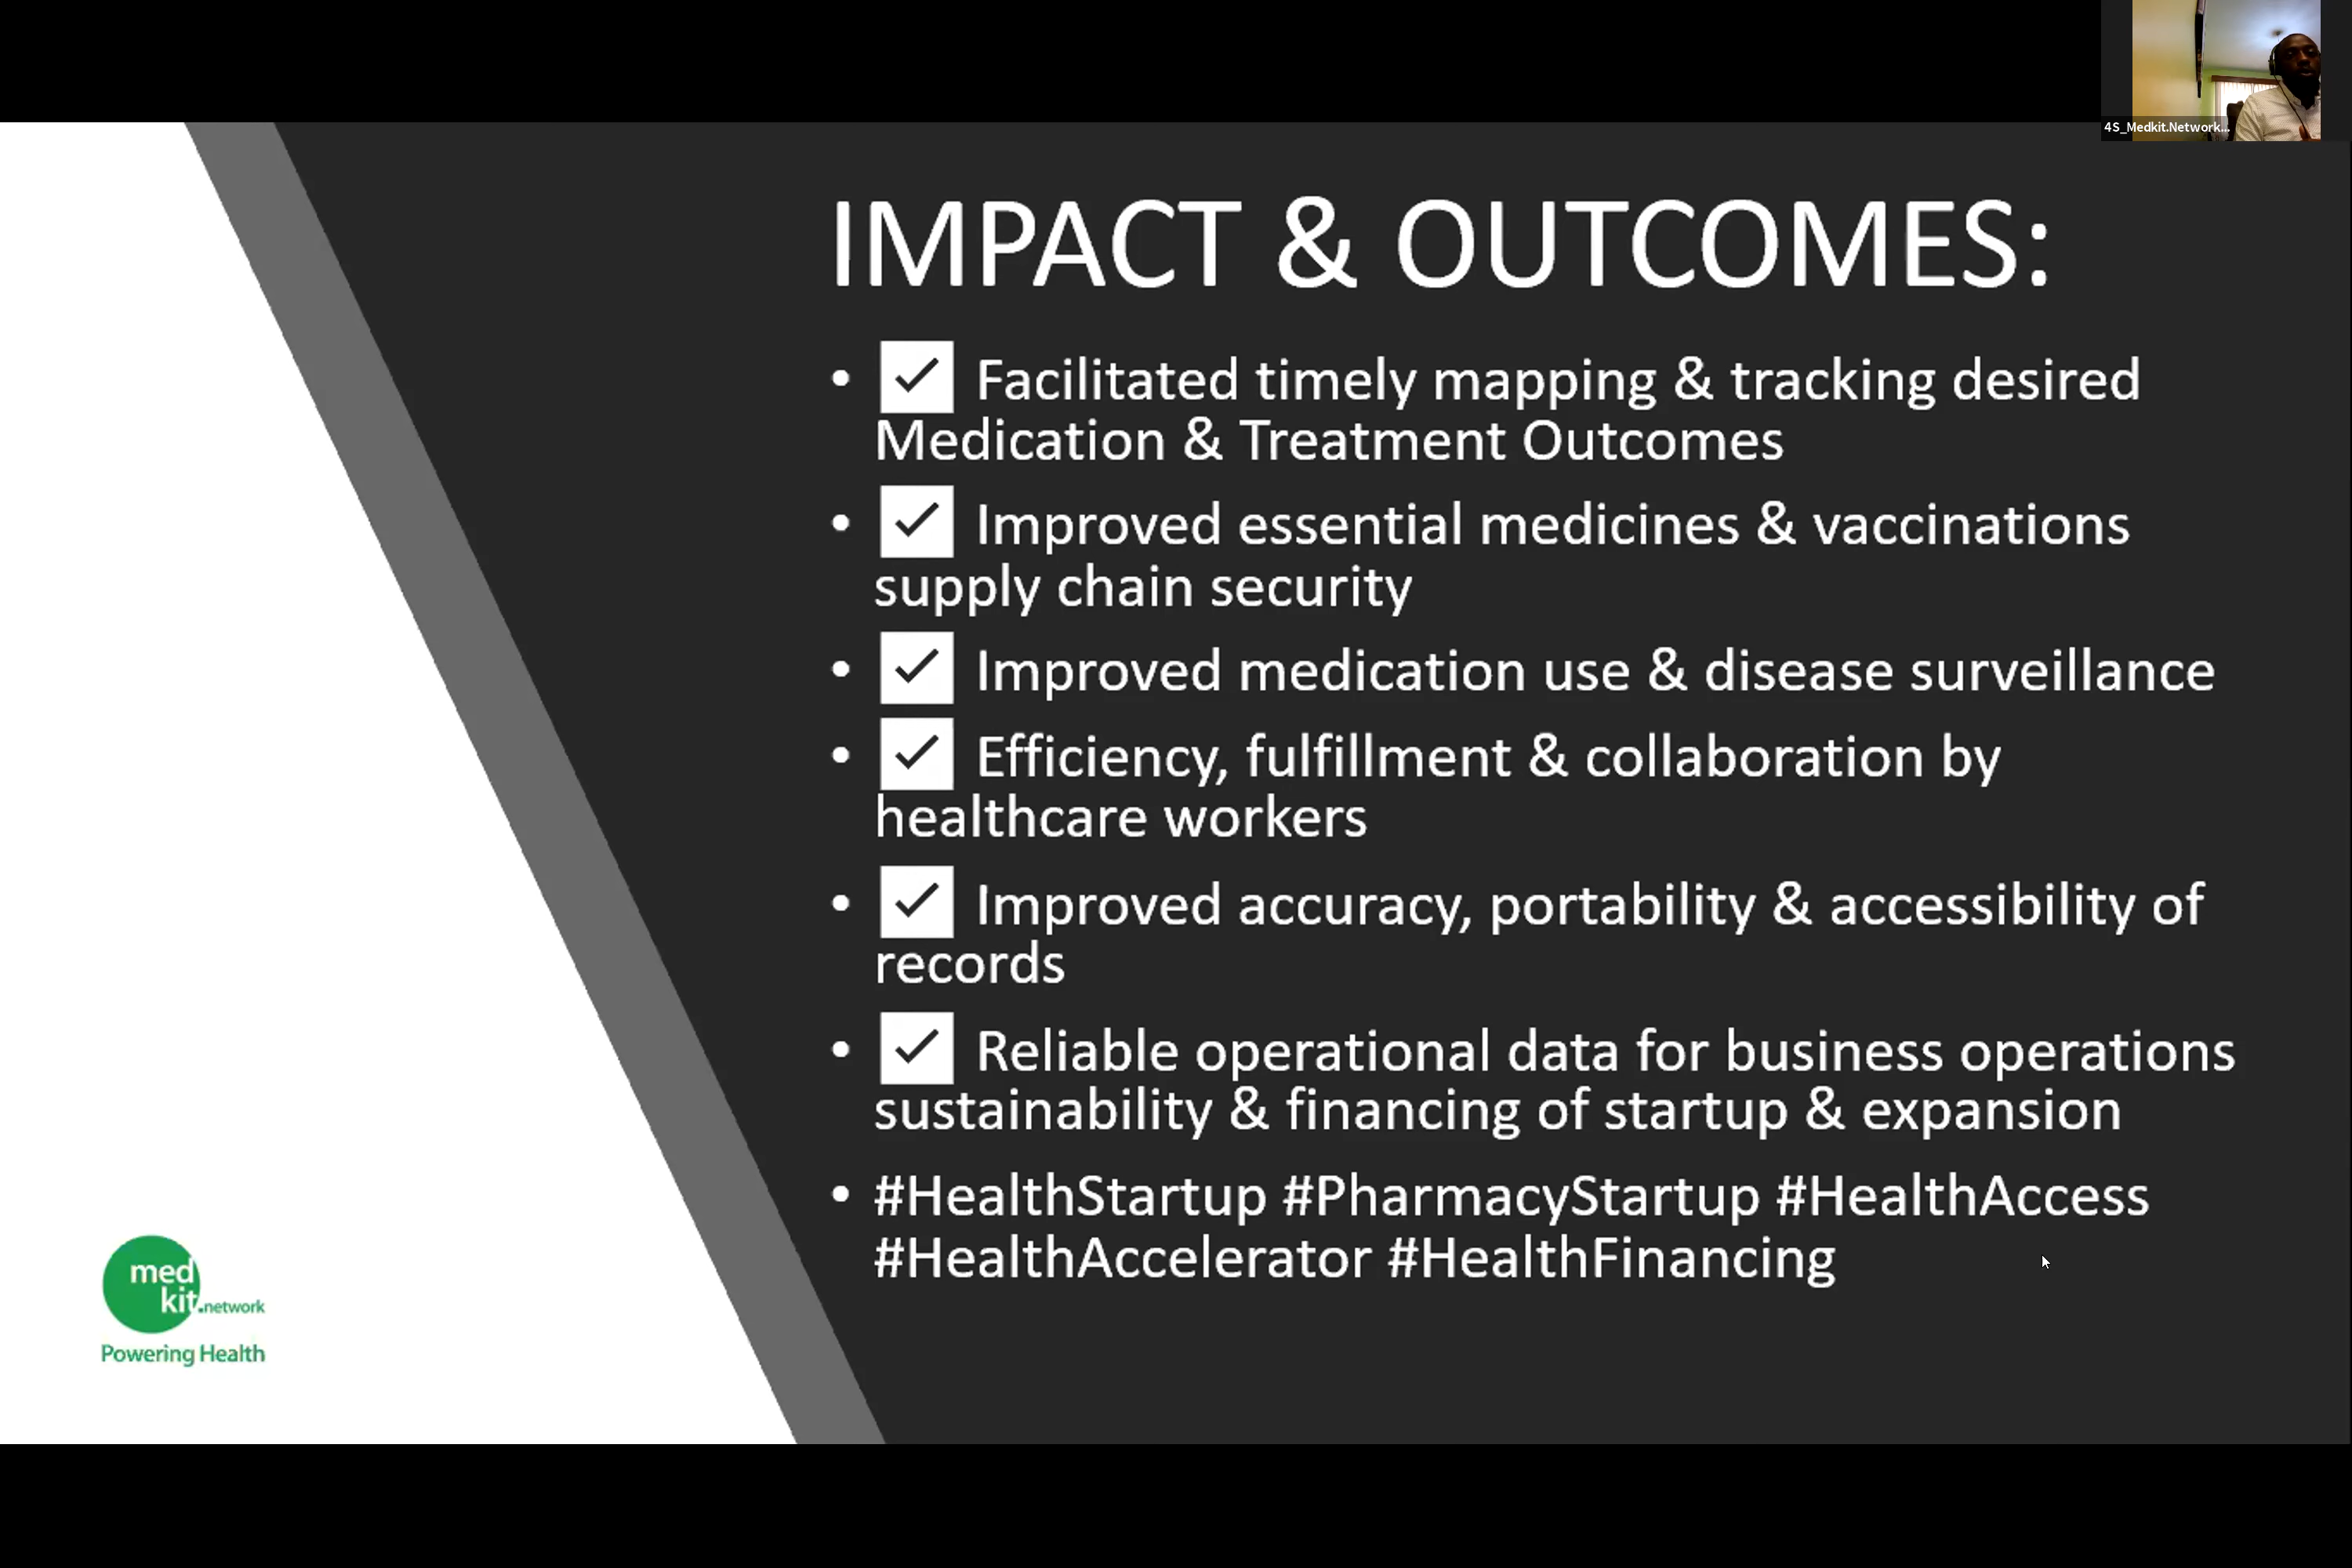 4S_Medkit.Network...
IMPACT & OUTCOMES:
• ✓ Facilitated timely mapping & tracking desired
Medication & Treatment Outcomes
• ✓ Improved essential medicines & vaccinations
supply chain security
• ✓ Improved medication use & disease surveillance
• ✓ Efficiency, fulfillment & collaboration by
healthcare workers
• ✓ Improved accuracy, portability & accessibility of
records
• ✓ Reliable operational data for business operations
sustainability & financing of startup & expansion
• #HealthStartup #PharmacyStartup #HealthAccess
#HealthAccelerator #HealthFinancing
med
kit.network
Powering Health